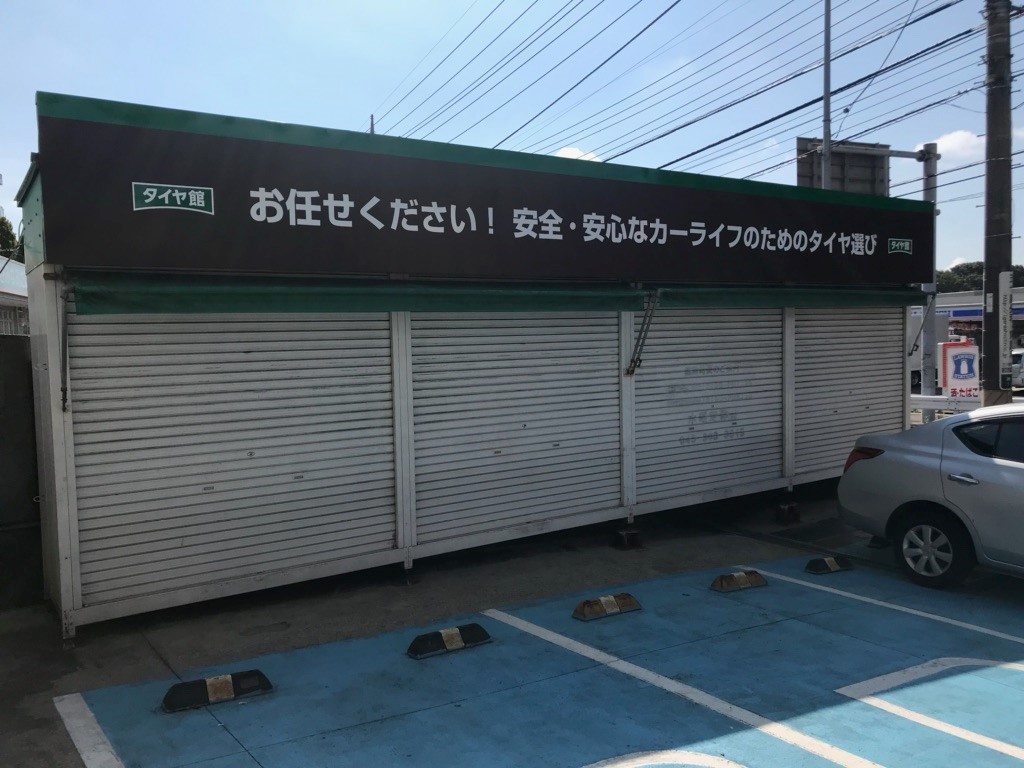 タイヤ館
お任せください！ 安全・安心なカーライフのためのタイヤ選び
タイヤ館
酒・たばこ